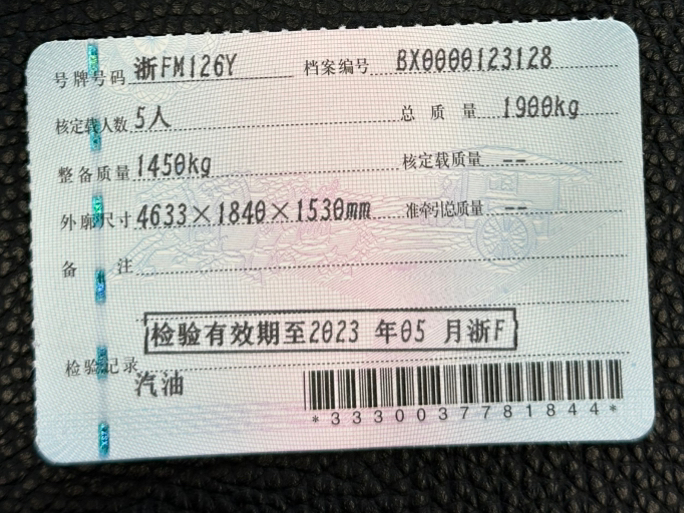 号牌号码 浙FM126Y 档案编号 BX0000123128
核定载人数 5人 总质量 1900kg
整备质量 1450kg 核定载质量 --
外廓尺寸 4633×1840×1530mm 准牵引总质量 --
备注
检验有效期至2023 年05 月浙F
检验记录
汽油
*3330037781844*